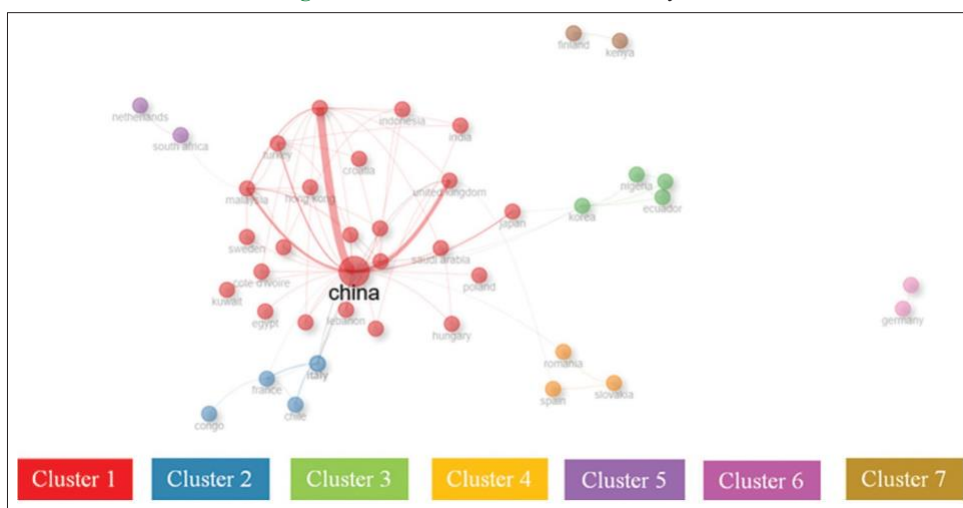 finland
kenya
netherlands
south africa
indonesia
india
turkey
croatia
malaysia
hong kong
united kingdom
nigeria
ecuador
korea
japan
sweden
saudi arabia
cote d'ivoire
poland
kuwait
china
germany
egypt
lebanon
hungary
romania
italy
france
spain
slovakia
chile
congo
Cluster 1
Cluster 2
Cluster 3
Cluster 4
Cluster 5
Cluster 6
Cluster 7